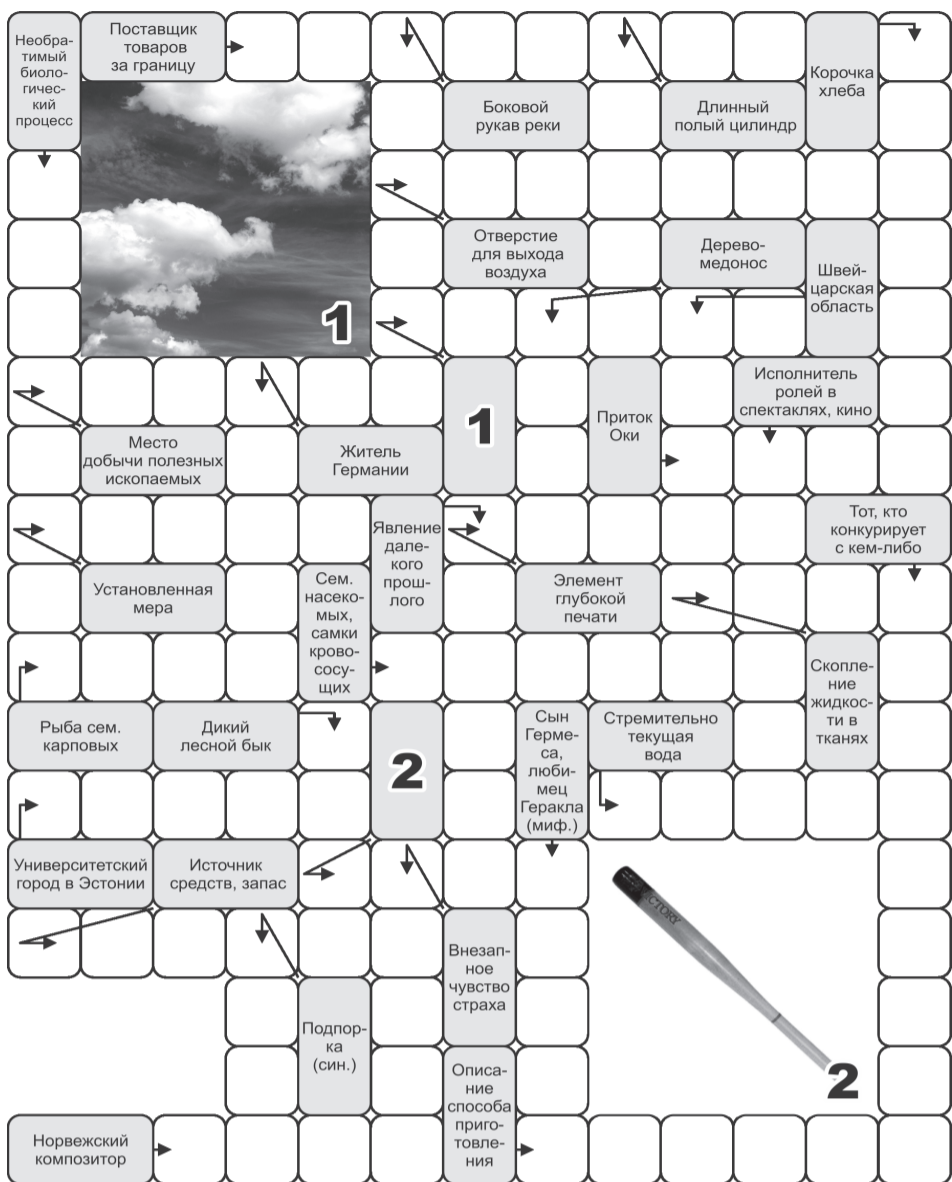 Необра-
тимый
биоло-
гичес-
кий
процесс
Поставщик
товаров
за границу
Корочка
хлеба
Боковой
рукав реки
Длинный
полый цилиндр
Отверстие
для выхода
воздуха
Дерево-
медонос
Швей-
царская
область
1
1
Приток
Оки
Исполнитель
ролей в
спектаклях, кино
Место
добычи полезных
ископаемых
Житель
Германии
Явление
дале-
кого
прош-
лого
Тот, кто
конкурирует
с кем-либо
Установленная
мера
Сем.
насеко-
мых,
самки
крово-
сосу-
щих
Элемент
глубокой
печати
Скопле-
ние
жидкос-
ти в
тканях
Рыба сем.
карповых
Дикий
лесной бык
2
Сын
Герме-
са,
люби-
мец
Геракла
(миф.)
Стремительно
текущая
вода
Университетский
город в Эстонии
Источник
средств, запас
CTORY
Внезап-
ное
чувство
страха
Подпор-
ка
(син.)
Описа-
ние
способа
приго-
товле-
ния
2
Норвежский
композитор